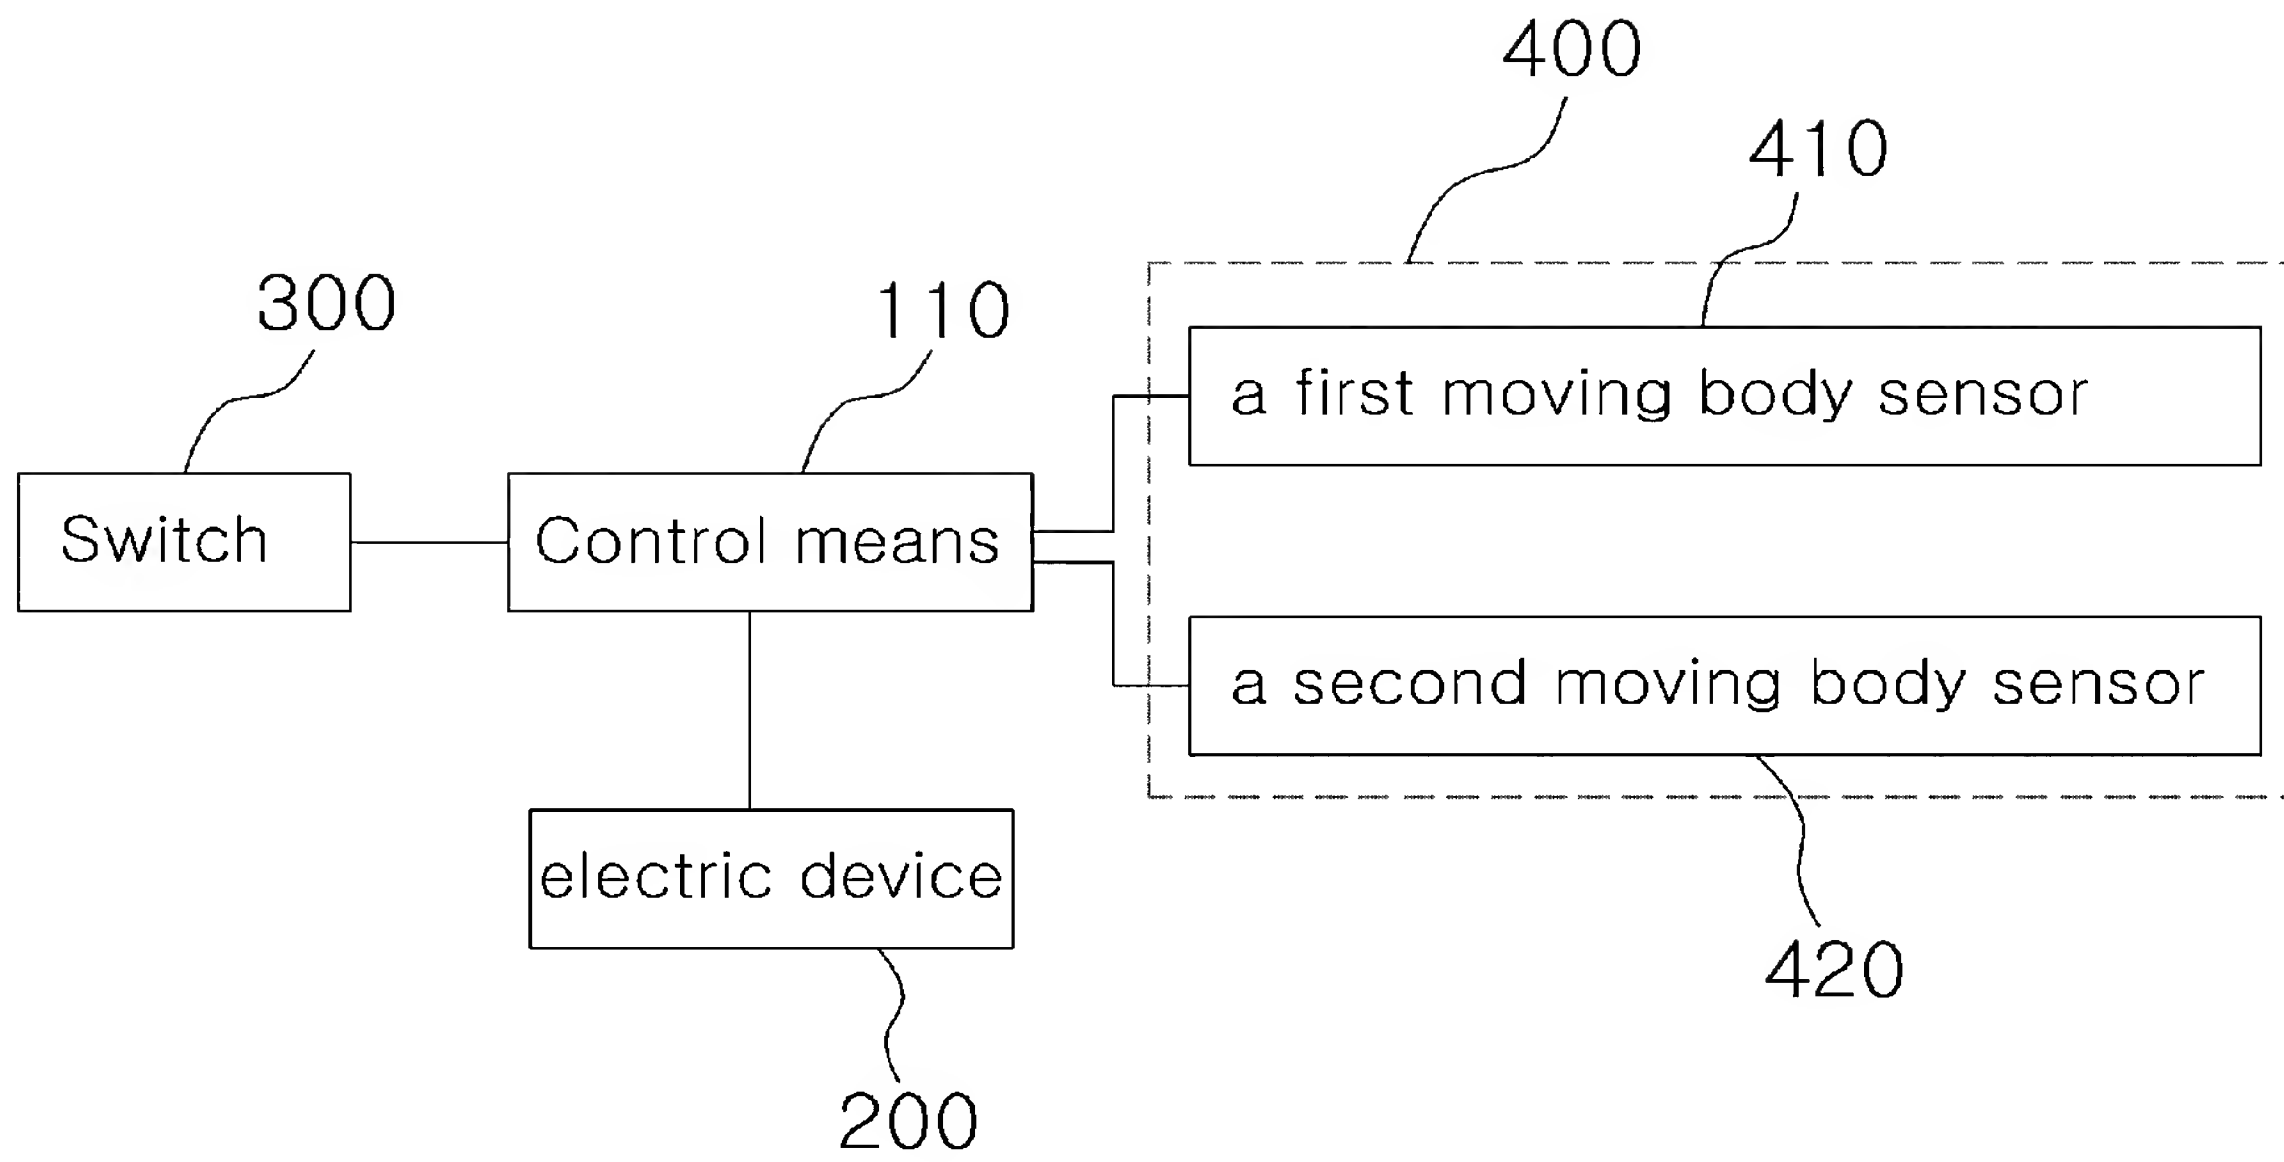 400
410
300
110
a first moving body sensor
Switch
Control means
a second moving body sensor
electric device
420
200